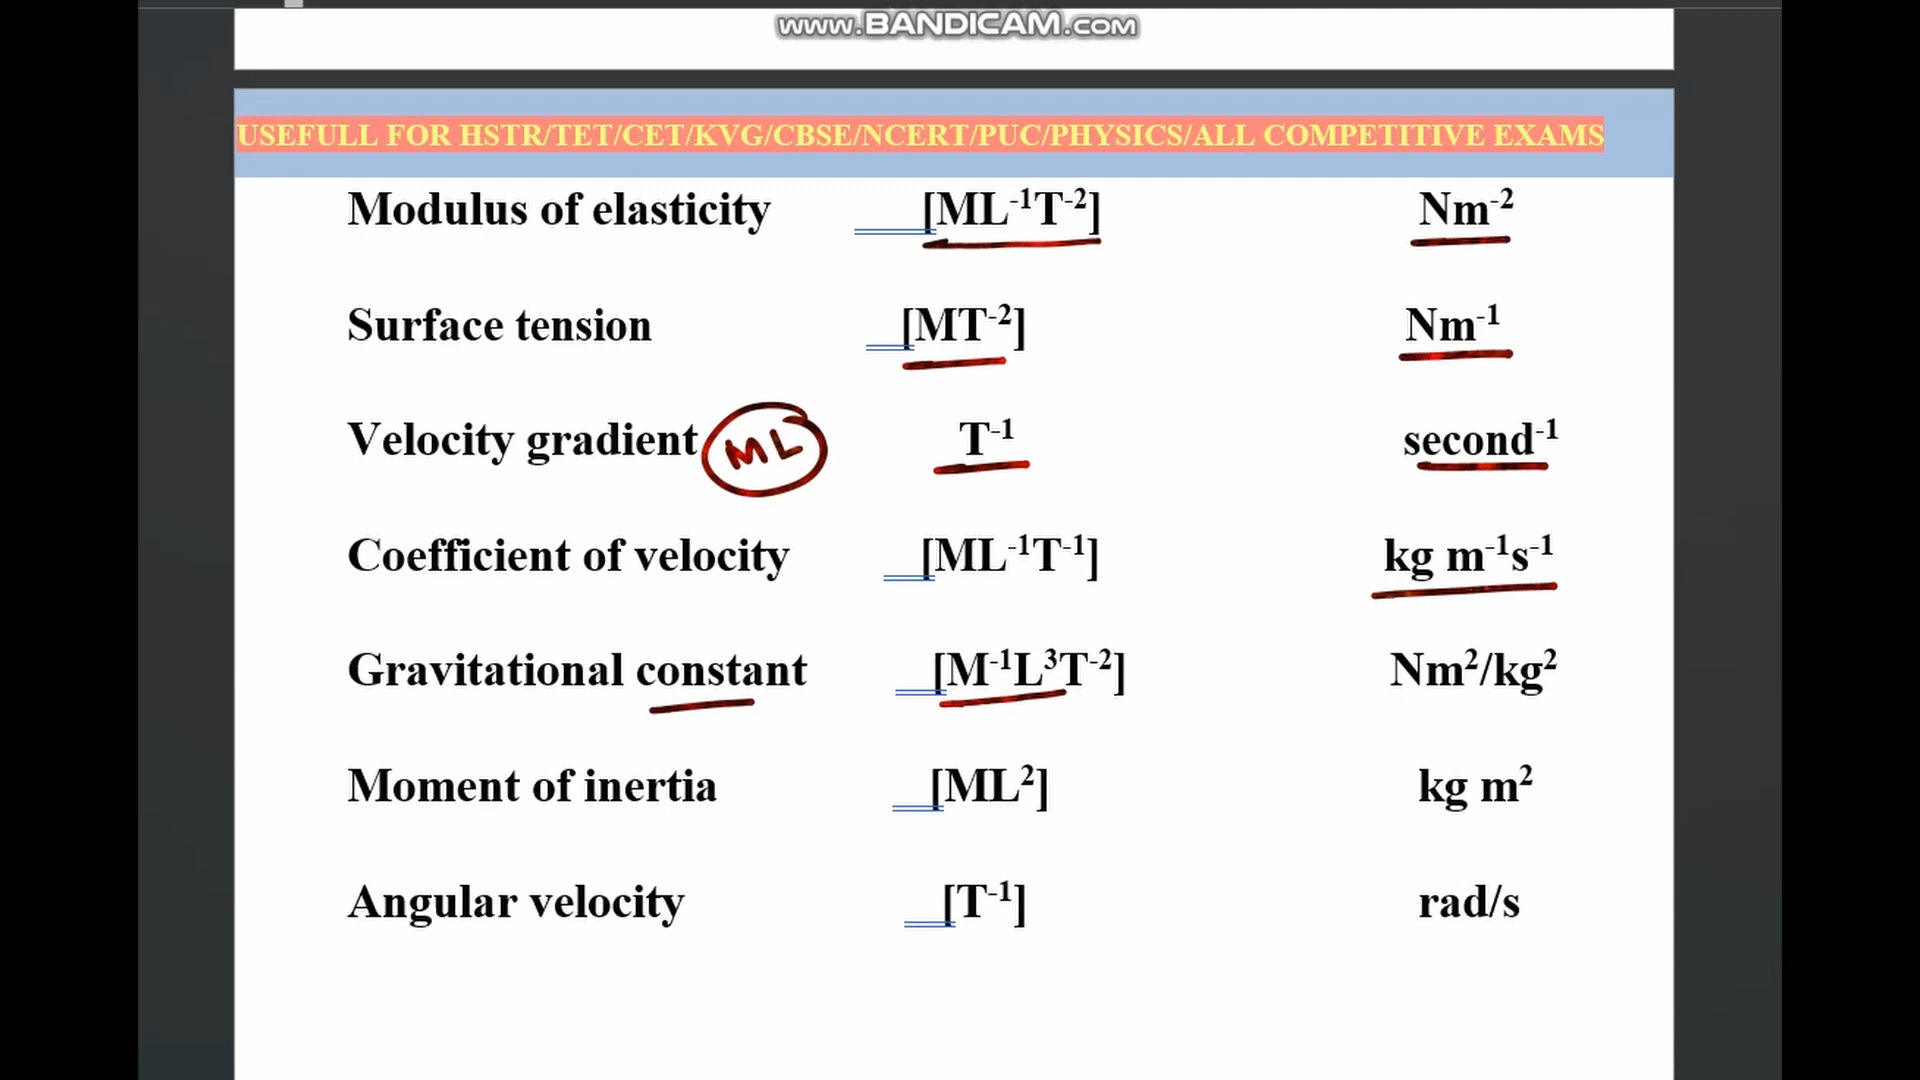 www.BANDICAM.com
USEFULL FOR HSTR/TET/CET/KVG/CBSE/NCERT/PUC/PHYSICS/ALL COMPETITIVE EXAMS
Modulus of elasticity [ML⁻¹T⁻²] Nm⁻²
Surface tension [MT⁻²] Nm⁻¹
Velocity gradient ML T⁻¹ second⁻¹
Coefficient of velocity [ML⁻¹T⁻¹] kg m⁻¹s⁻¹
Gravitational constant [M⁻¹L³T⁻²] Nm²/kg²
Moment of inertia [ML²] kg m²
Angular velocity [T⁻¹] rad/s